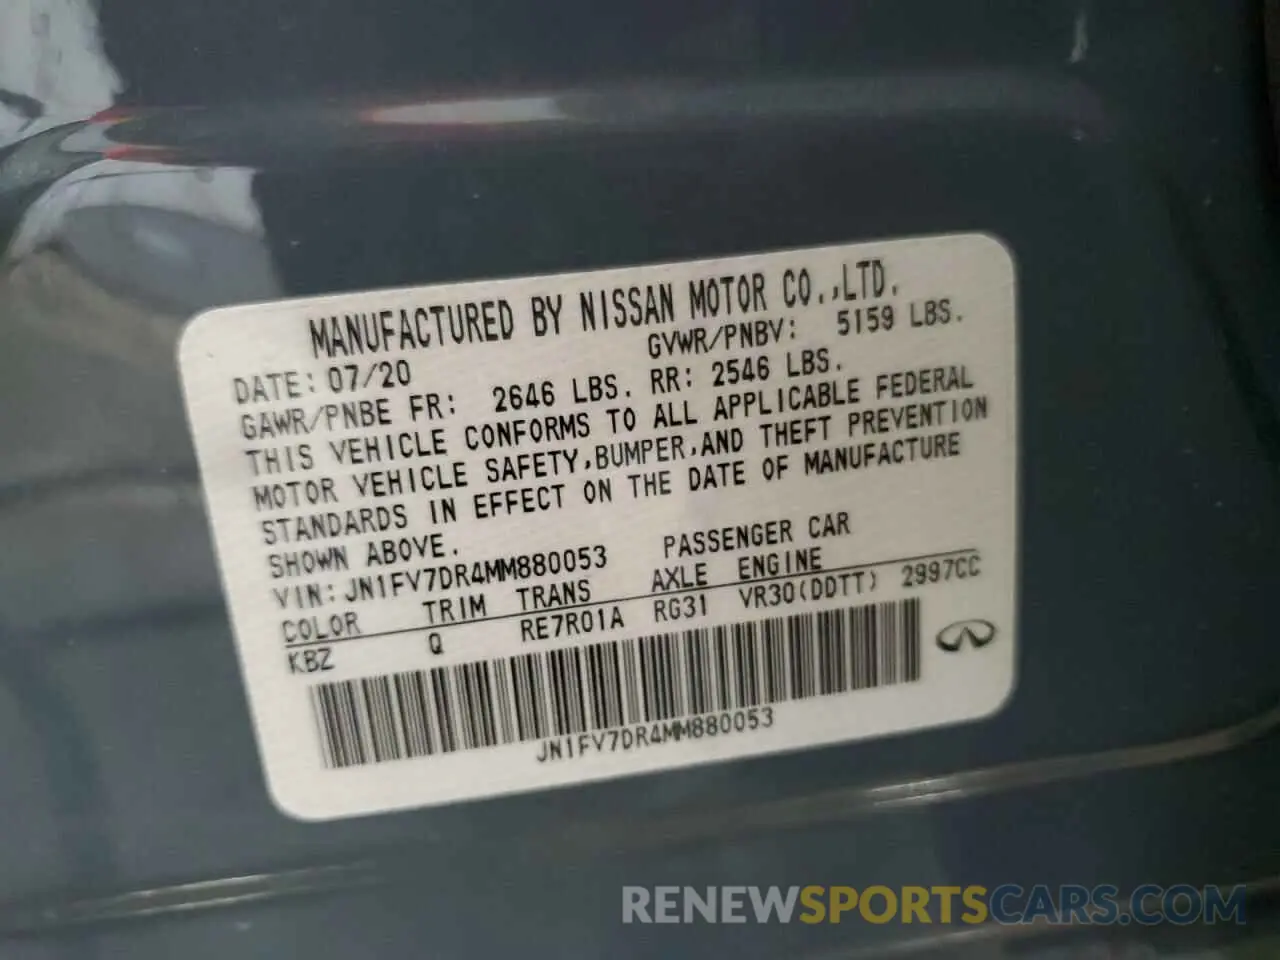 MANUFACTURED BY NISSAN MOTOR CO.,LTD.
DATE: 07/20 GVWR/PNBV: 5159 LBS.
GAWR/PNBE FR: 2646 LBS. RR: 2546 LBS.
THIS VEHICLE CONFORMS TO ALL APPLICABLE FEDERAL
MOTOR VEHICLE SAFETY,BUMPER,AND THEFT PREVENTION
STANDARDS IN EFFECT ON THE DATE OF MANUFACTURE
SHOWN ABOVE.
VIN: JN1FV7DR4MM880053 PASSENGER CAR
COLOR TRIM TRANS AXLE ENGINE
KBZ Q RE7R01A RG31 VR30(DDTT) 2997CC
JN1FV7DR4MM880053
RENEWSPORTSCARS.COM